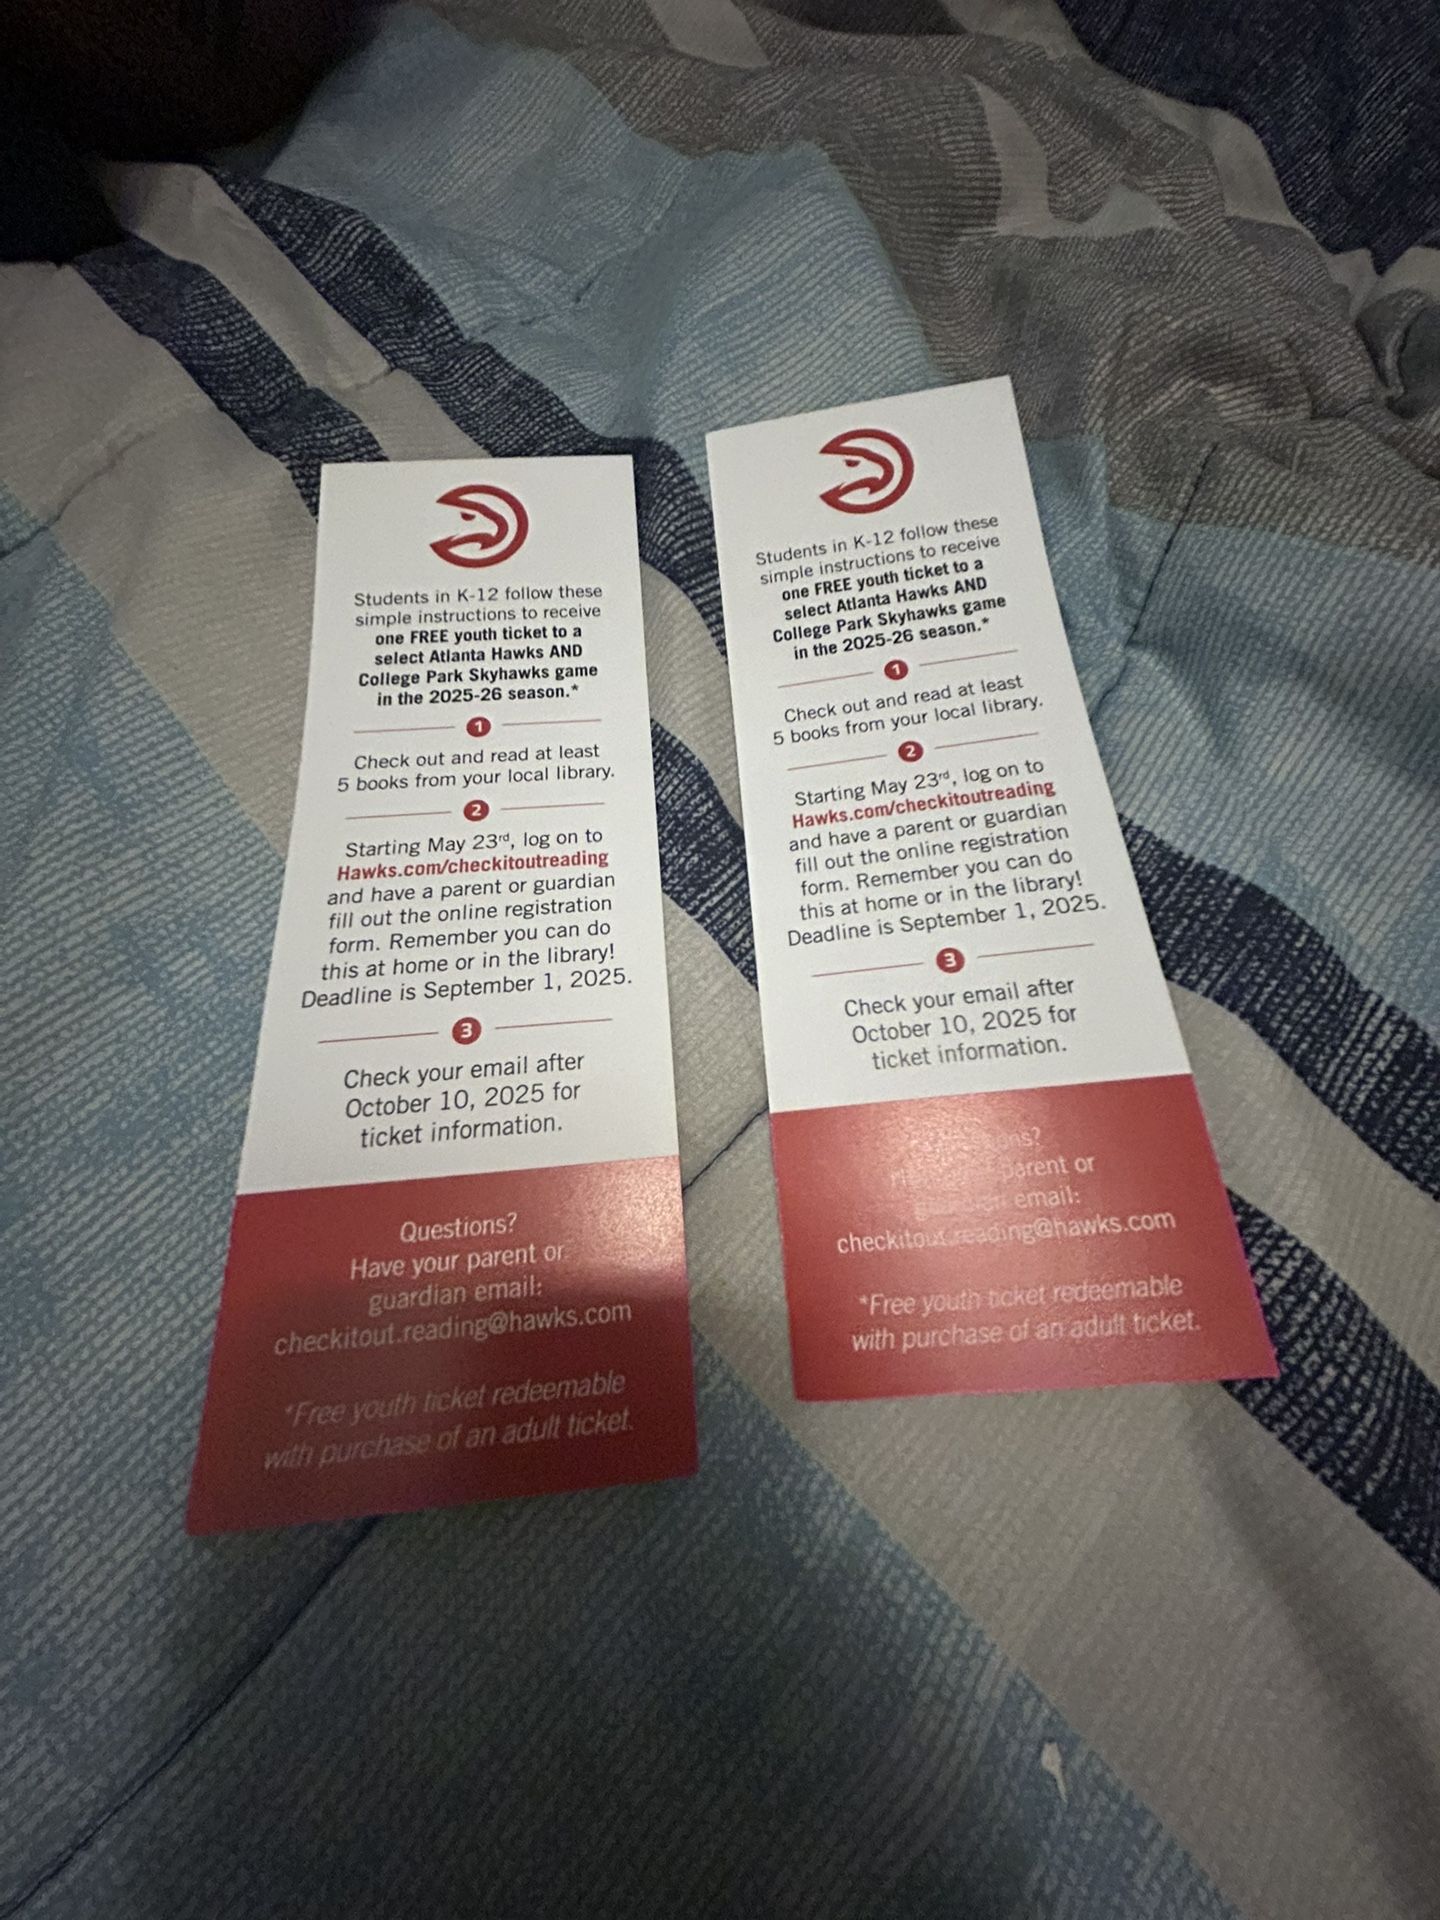 Students in K-12 follow these
simple instructions to receive
one FREE youth ticket to a
select Atlanta Hawks AND
College Park Skyhawks game
in the 2025-26 season.*
1
Check out and read at least
5 books from your local library.
2
Starting May 23rd, log on to
Hawks.com/checkitoutreading
and have a parent or guardian
fill out the online registration
form. Remember you can do
this at home or in the library!
Deadline is September 1, 2025.
3
Check your email after
October 10, 2025 for
ticket information.
Questions?
Have your parent or
guardian email:
checkitout.reading@hawks.com
*Free youth ticket redeemable
with purchase of an adult ticket.
Students in K-12 follow these
simple instructions to receive
one FREE youth ticket to a
select Atlanta Hawks AND
College Park Skyhawks game
in the 2025-26 season.*
1
Check out and read at least
5 books from your local library.
2
Starting May 23rd, log on to
Hawks.com/checkitoutreading
and have a parent or guardian
fill out the online registration
form. Remember you can do
this at home or in the library!
Deadline is September 1, 2025.
3
Check your email after
October 10, 2025 for
ticket information.
parent or
email:
checkitout.reading@hawks.com
*Free youth ticket redeemable
with purchase of an adult ticket.